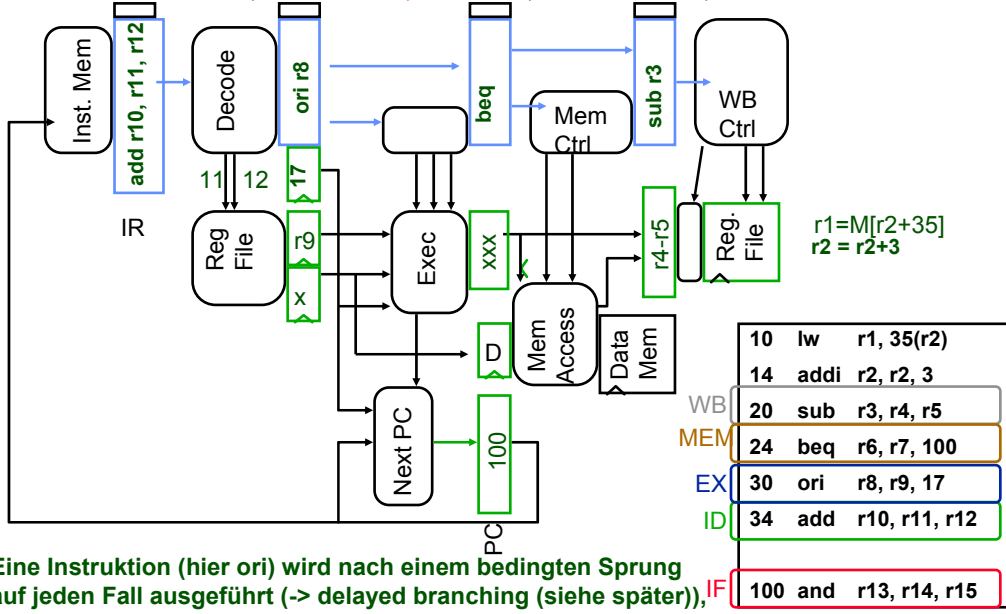 Inst. Mem
add r10, r11, r12
Decode
ori r8
beq
Mem
Ctrl
sub r3
WB
Ctrl
11 12
17
IR
Reg
File
r9
x
Exec
xxx
x
r4-r5
Reg.
File
r1=M[r2+35]
r2 = r2+3
D
Mem
Access
Data
Mem
Next PC
100
PC
10 lw r1, 35(r2)
14 addi r2, r2, 3
WB 20 sub r3, r4, r5
MEM 24 beq r6, r7, 100
EX 30 ori r8, r9, 17
ID 34 add r10, r11, r12
IF 100 and r13, r14, r15
Eine Instruktion (hier ori) wird nach einem bedingten Sprung
auf jeden Fall ausgeführt (-> delayed branching (siehe später)),